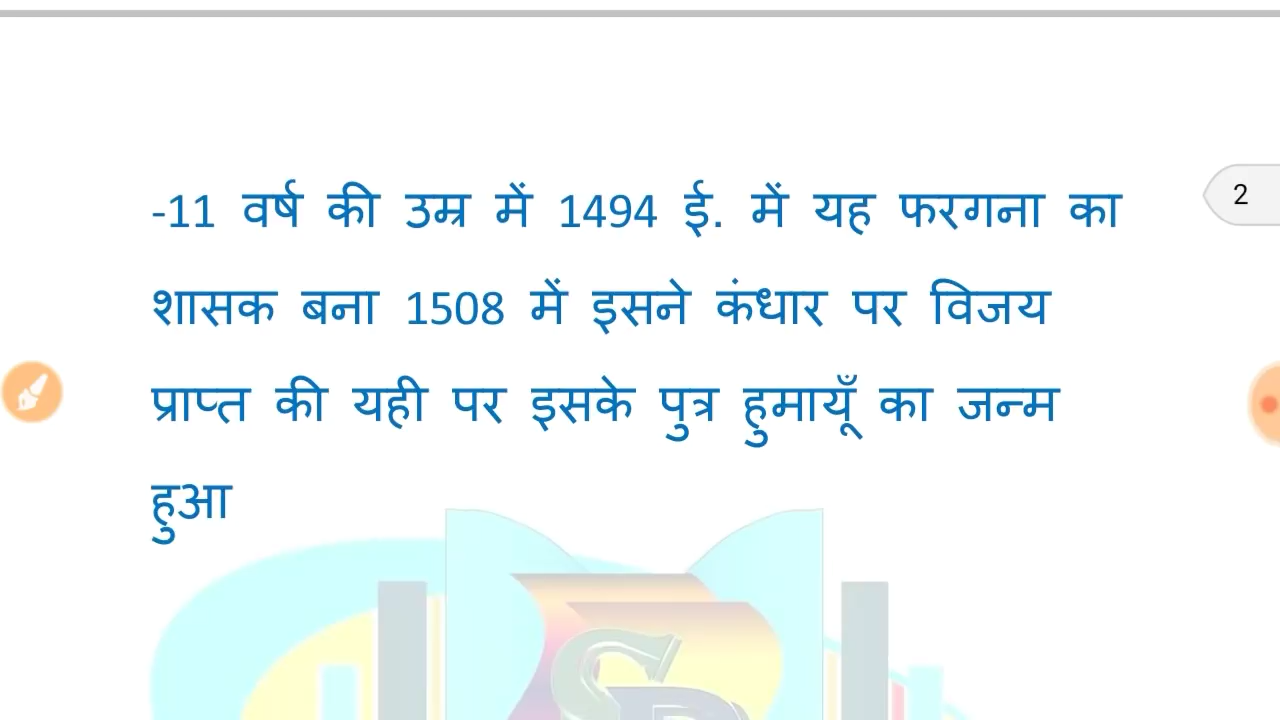 -11 वर्ष की उम्र में 1494 ई. में यह फरगना का
शासक बना 1508 में इसने कंधार पर विजय
प्राप्त की यही पर इसके पुत्र हुमायूँ का जन्म
हुआ
2